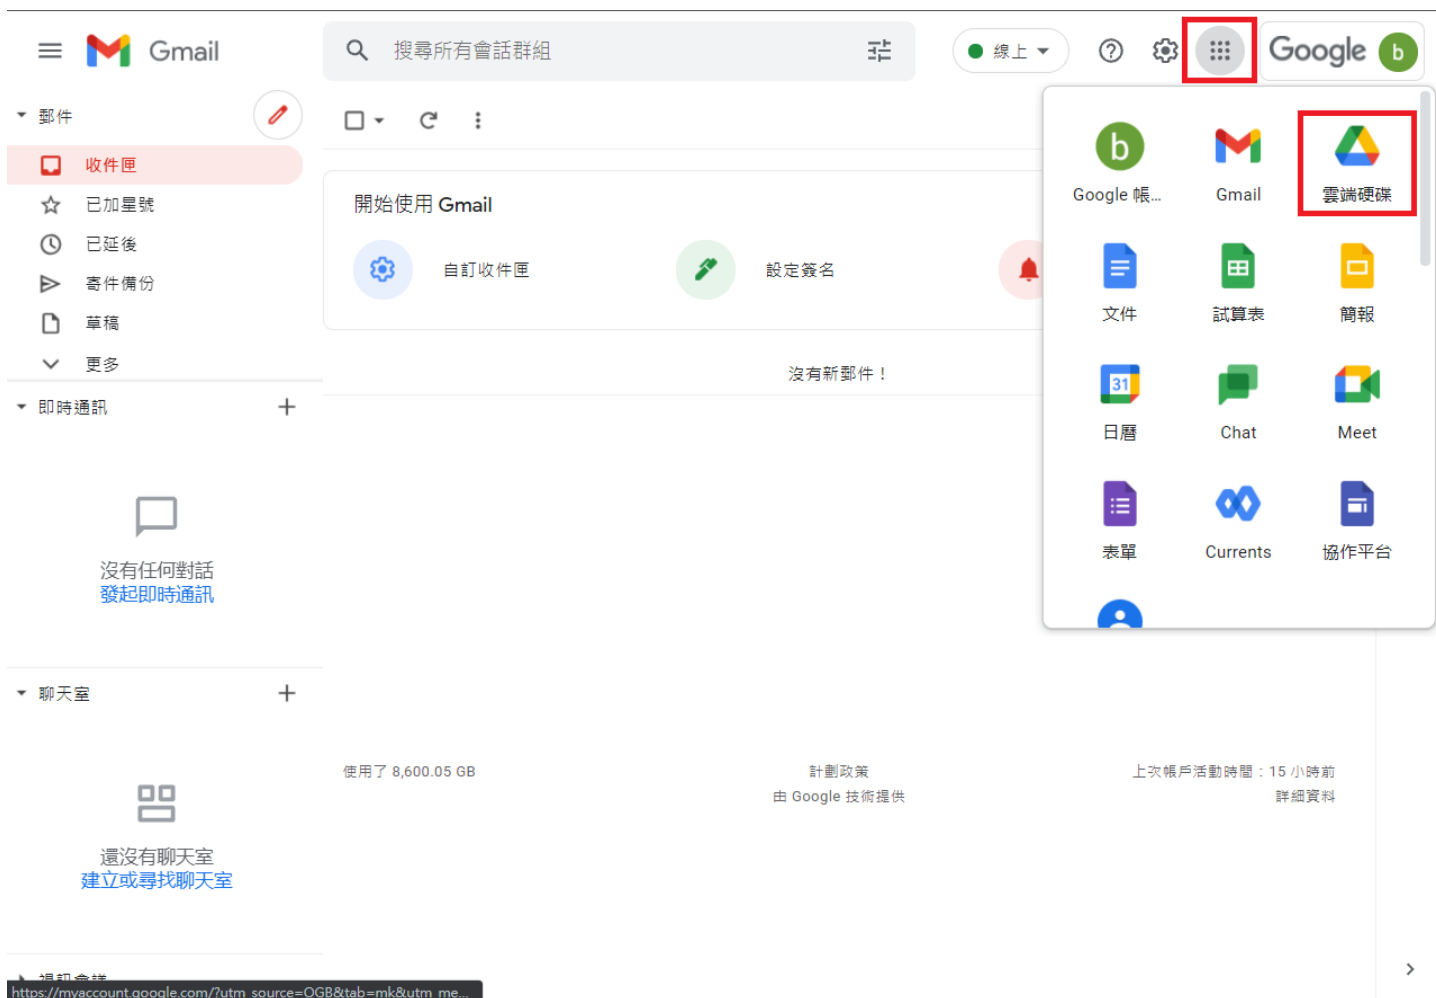 Gmail
搜尋所有會話群組
線上
Google
b
郵件
收件匣
已加星號
已延後
寄件備份
草稿
更多
即時通訊
沒有任何對話
發起即時通訊
聊天室
還沒有聊天室
建立或尋找聊天室
視訊會議
https://myaccount.google.com/?utm_source=OGB&tab=mk&utm_me...
開始使用 Gmail
自訂收件匣
設定簽名
沒有新郵件！
使用了 8,600.05 GB
計劃政策
由 Google 技術提供
上次帳戶活動時間：15 小時前
詳細資料
b
Google 帳...
Gmail
雲端硬碟
文件
試算表
簡報
31
日曆
Chat
Meet
表單
Currents
協作平台